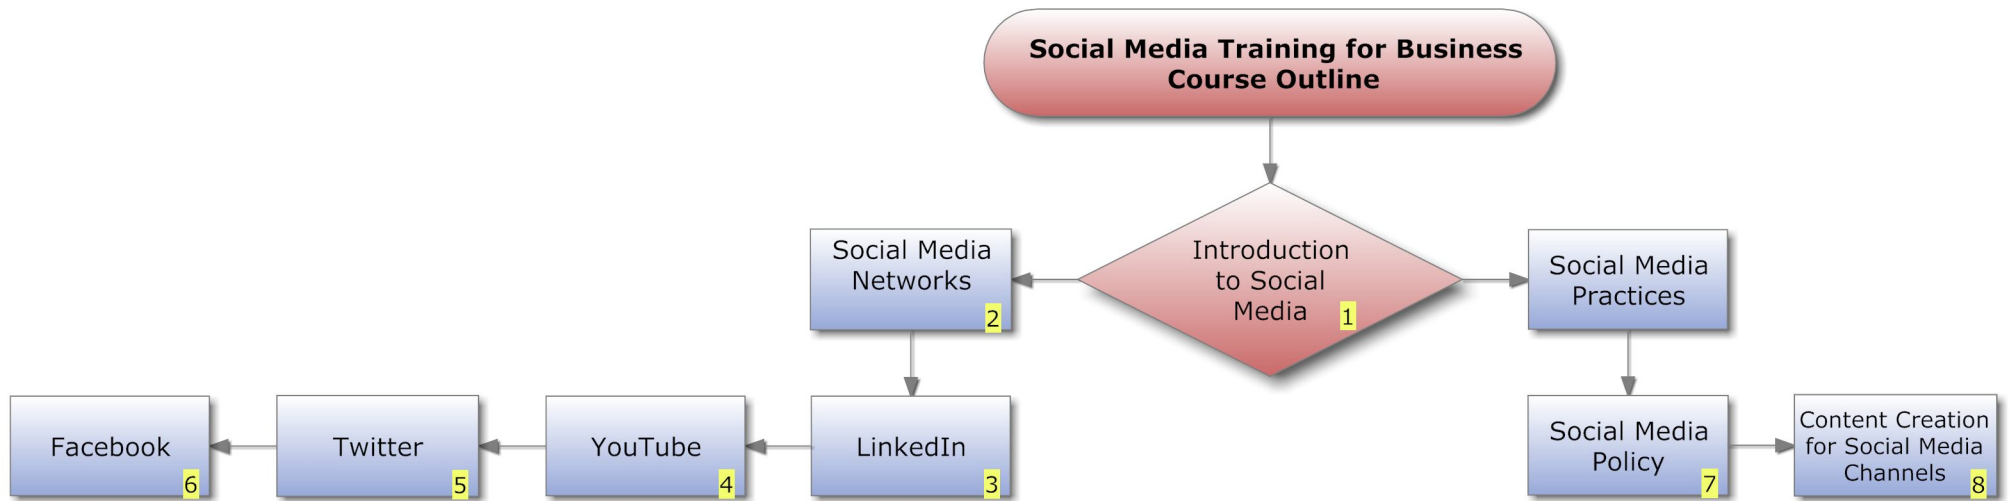 Social Media Training for Business
Course Outline
Introduction
to Social
Media
1
Social Media
Networks
2
Social Media
Practices
LinkedIn
3
YouTube
4
Twitter
5
Facebook
6
Social Media
Policy
7
Content Creation
for Social Media
Channels
8